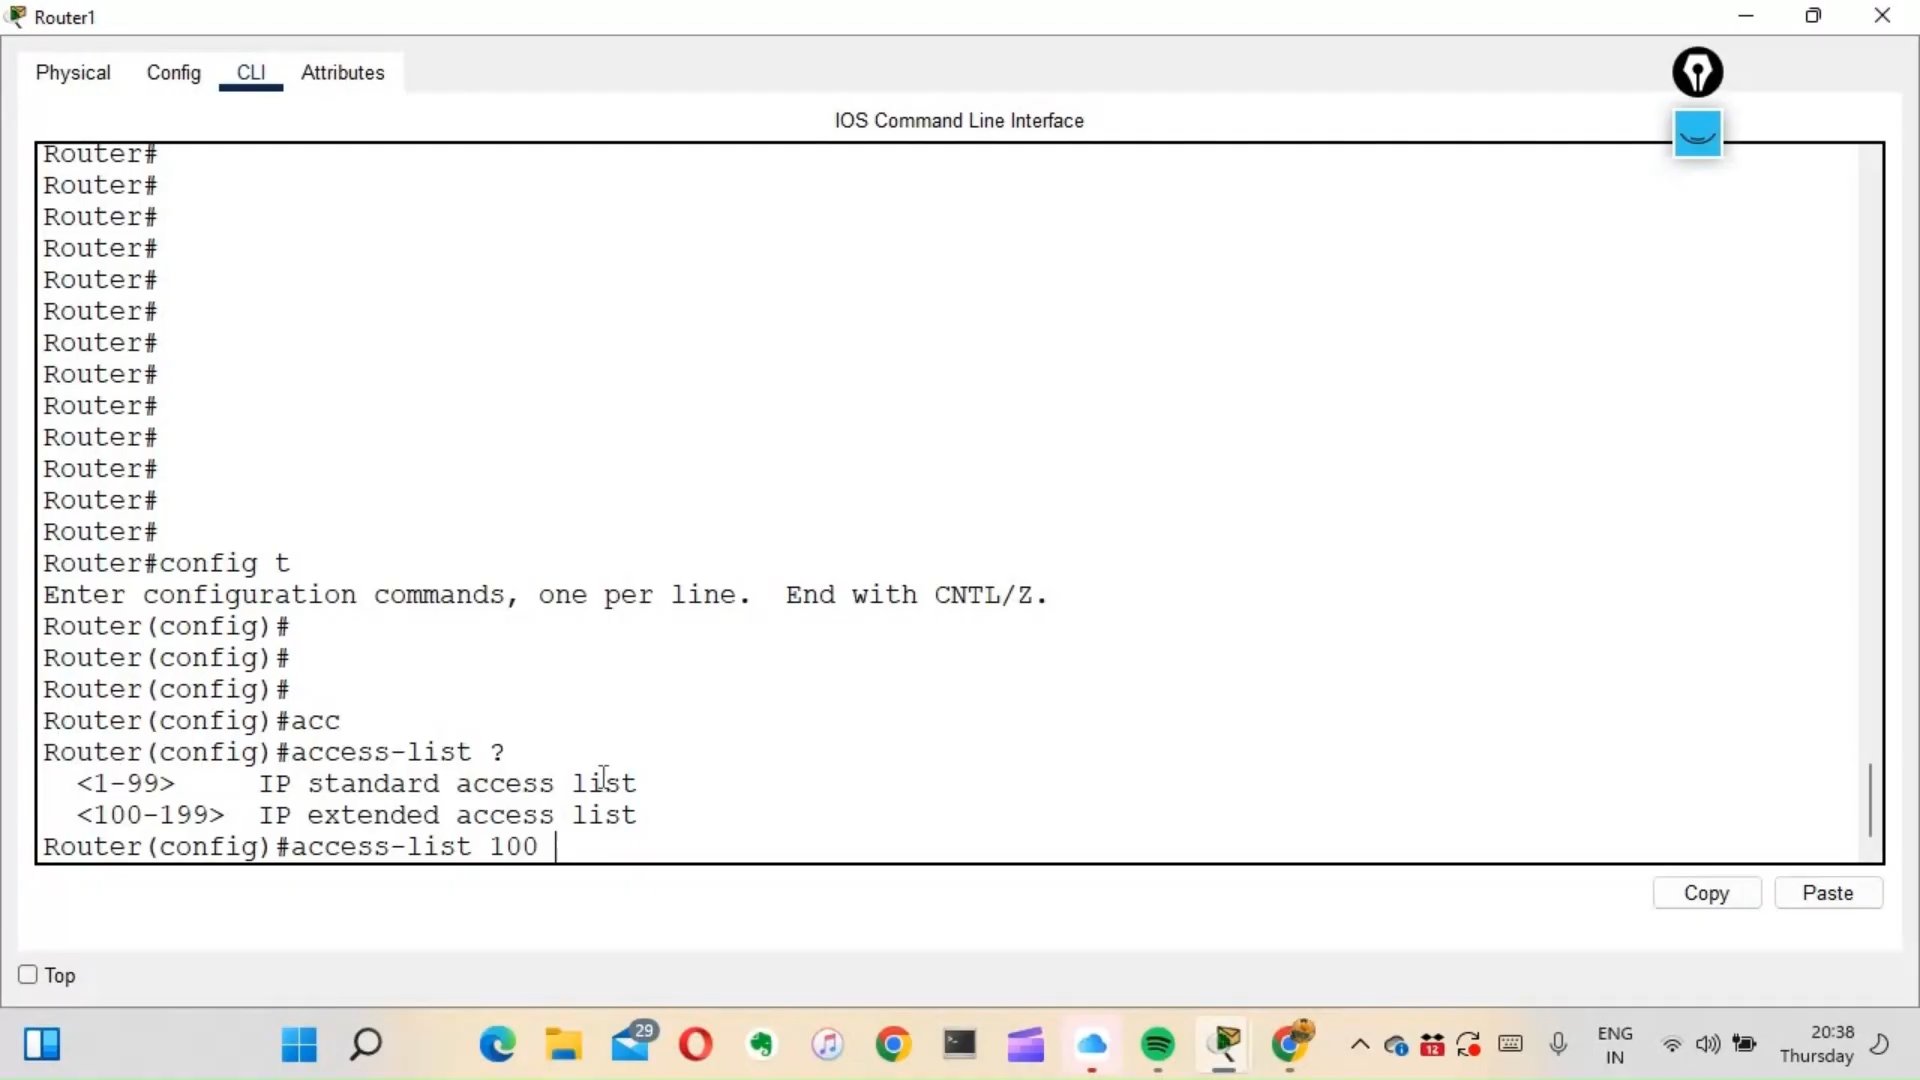 Router1
Physical Config CLI Attributes
IOS Command Line Interface
Router#
Router#
Router#
Router#
Router#
Router#
Router#
Router#
Router#
Router#
Router#
Router#
Router#
Router#config t
Enter configuration commands, one per line.  End with CNTL/Z.
Router(config)#
Router(config)#
Router(config)#
Router(config)#acc
Router(config)#access-list ?
  <1-99>     IP standard access list
  <100-199>  IP extended access list
Router(config)#access-list 100
Copy Paste
Top
29
12
ENG
IN
20:38
Thursday